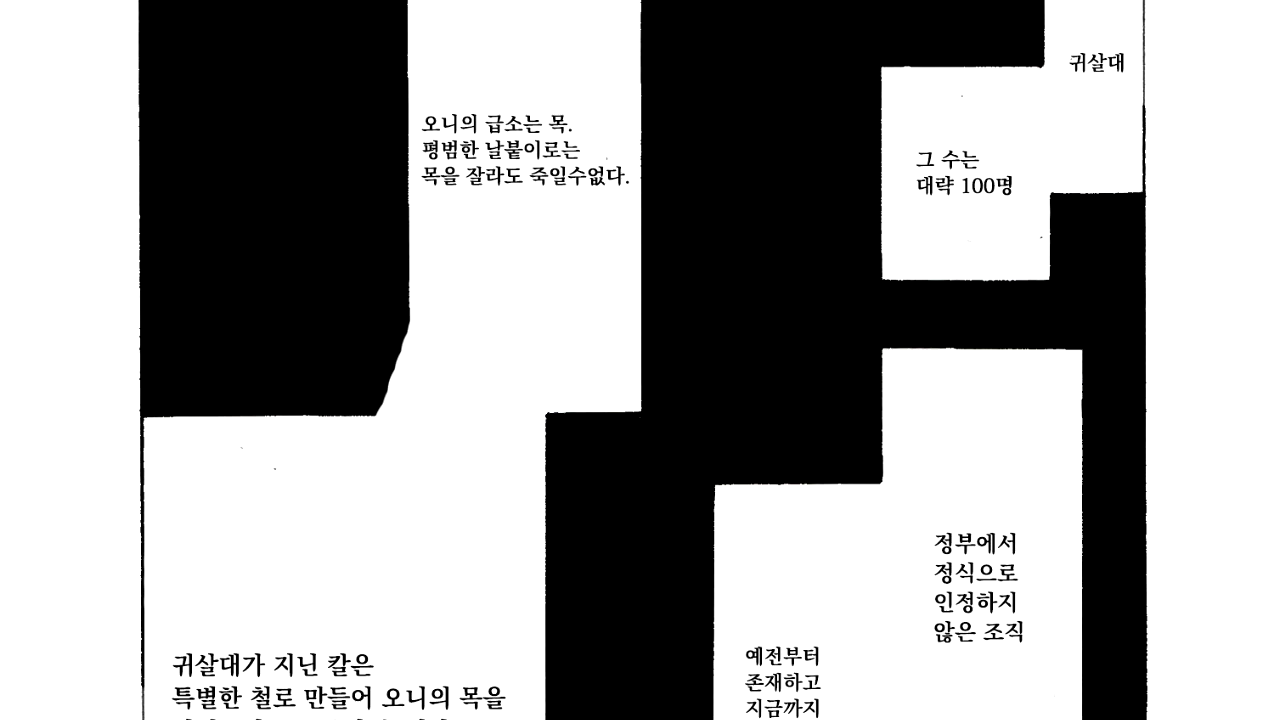 귀살대
그 수는
대략 100명
정부에서
정식으로
인정하지
않은 조직
예전부터
존재하고
지금까지
오니의 급소는 목.
평범한 날붙이로는
목을 잘라도 죽일수없다.
귀살대가 지닌 칼은
특별한 철로 만들어 오니의 목을